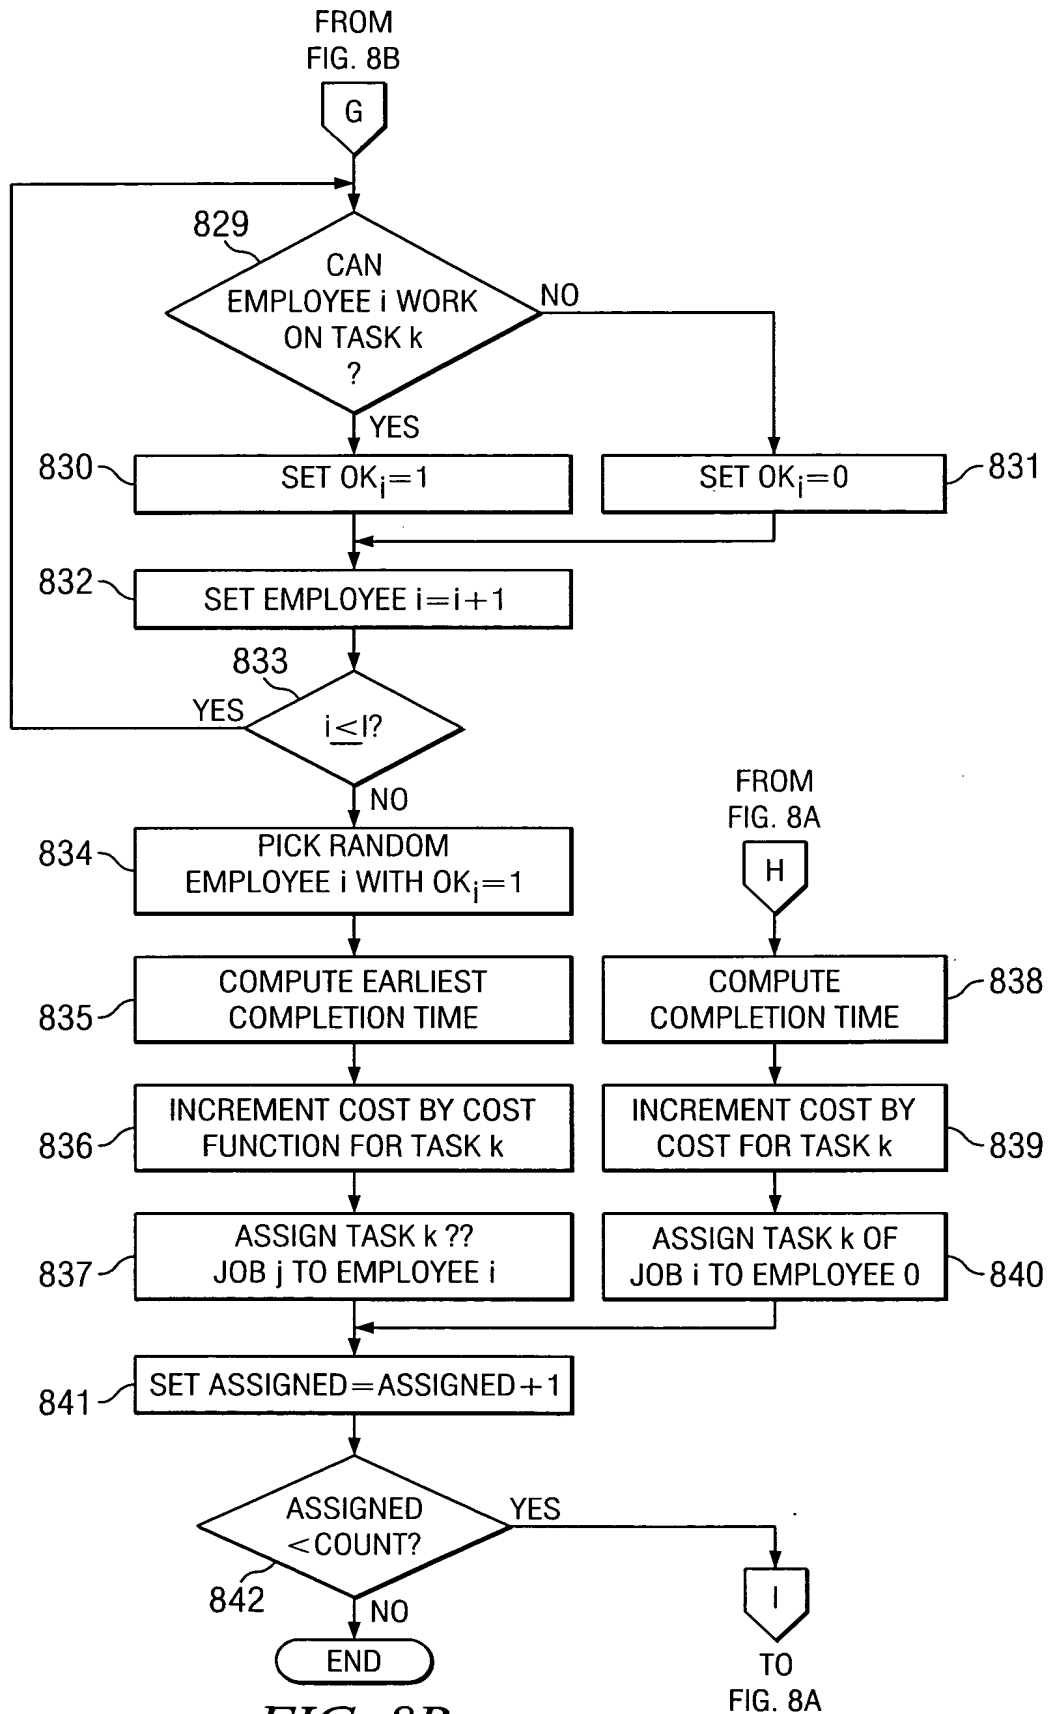 FROM
FIG. 8B
G
829
CAN
EMPLOYEE i WORK
ON TASK k
?
NO
YES
830
SET OKi=1
SET OKi=0
831
832
SET EMPLOYEE i=i+1
833
YES
i≤I?
NO
FROM
FIG. 8A
H
834
PICK RANDOM
EMPLOYEE i WITH OKi=1
835
COMPUTE EARLIEST
COMPLETION TIME
COMPUTE
COMPLETION TIME
838
836
INCREMENT COST BY COST
FUNCTION FOR TASK k
INCREMENT COST BY
COST FOR TASK k
839
837
ASSIGN TASK k ??
JOB j TO EMPLOYEE i
ASSIGN TASK k OF
JOB i TO EMPLOYEE 0
840
841
SET ASSIGNED=ASSIGNED+1
ASSIGNED
<COUNT?
YES
842
NO
END
I
TO
FIG. 8A